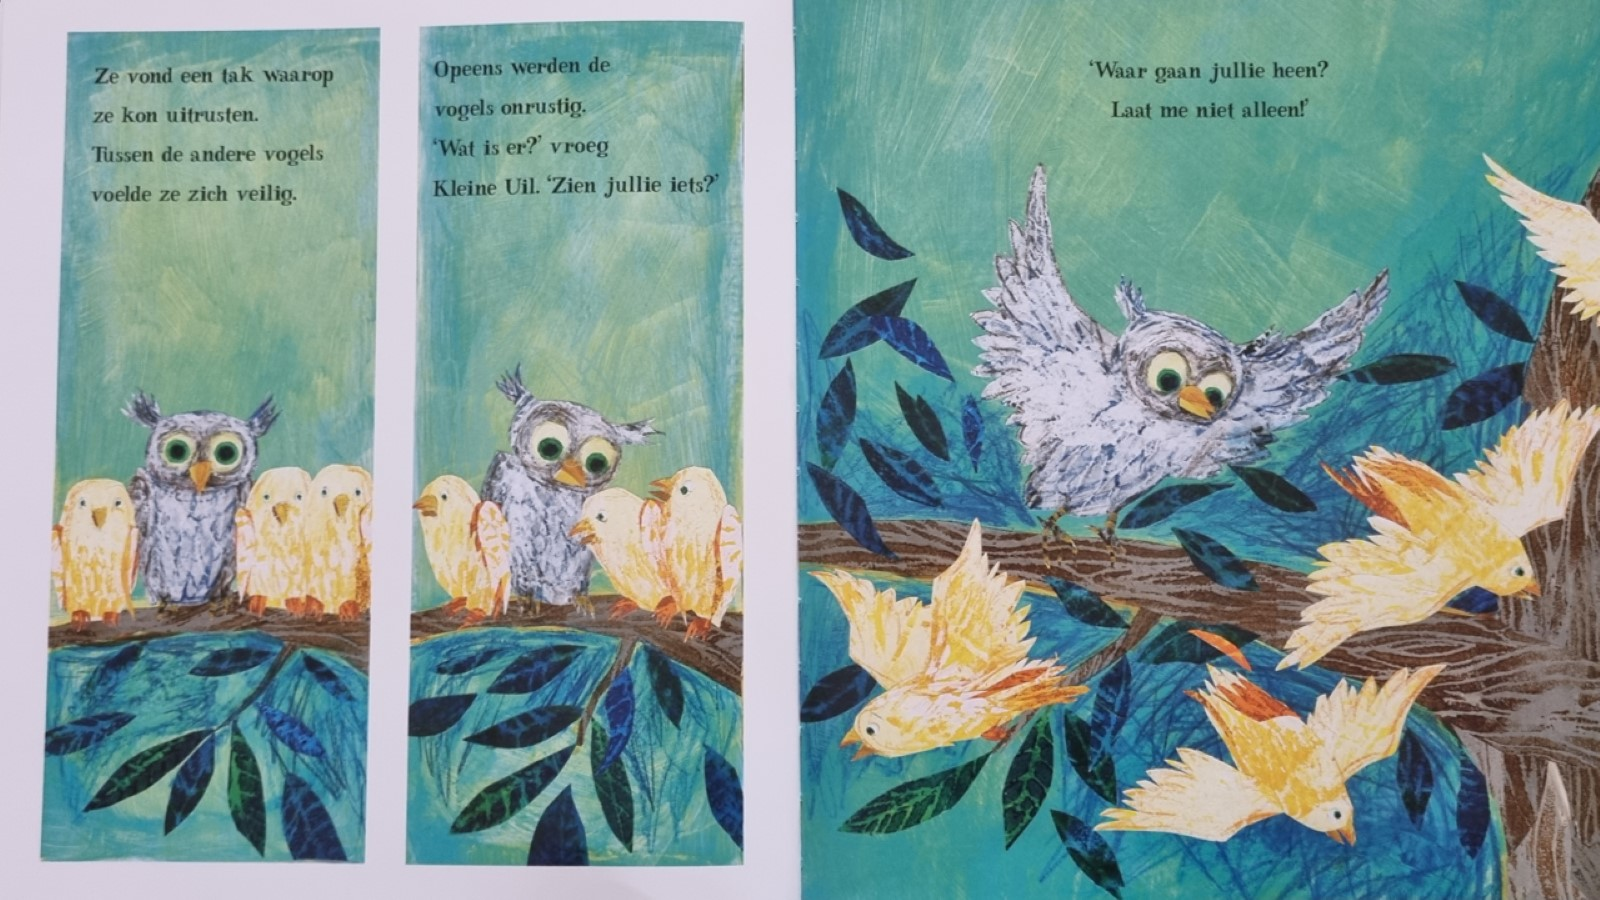 Ze vond een tak waarop
ze kon uitrusten.
Tussen de andere vogels
voelde ze zich veilig.
Opeens werden de
vogels onrustig.
‘Wat is er?’ vroeg
Kleine Uil. ‘Zien jullie iets?’
‘Waar gaan jullie heen?
Laat me niet alleen!’